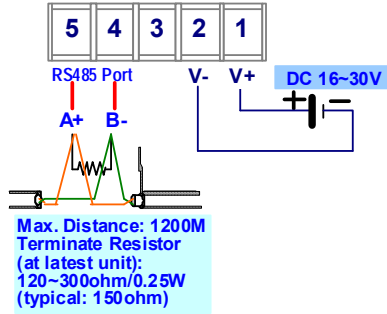 5 4 3 2 1
RS485 Port V- V+ DC 16~30V
+ −
A+ B-
Max. Distance: 1200M
Terminate Resistor
(at latest unit):
120~300ohm/0.25W
(typical: 150ohm)